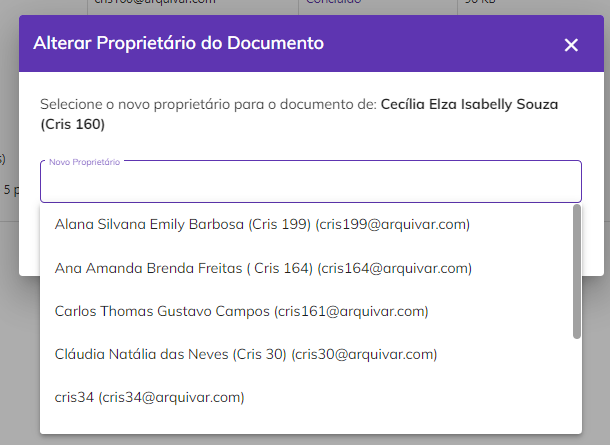 cris160@arquivar.com Concluído 90 KB
Alterar Proprietário do Documento
Selecione o novo proprietário para o documento de: Cecília Elza Isabelly Souza
(Cris 160)
Novo Proprietário
5 p
Alana Silvana Emily Barbosa (Cris 199) (cris199@arquivar.com)
Ana Amanda Brenda Freitas ( Cris 164) (cris164@arquivar.com)
Carlos Thomas Gustavo Campos (cris161@arquivar.com)
Cláudia Natália das Neves (Cris 30) (cris30@arquivar.com)
cris34 (cris34@arquivar.com)